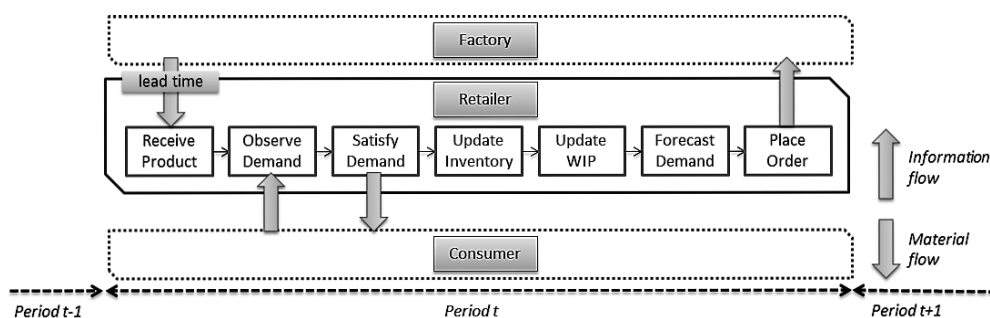 Factory
lead time
Retailer
Receive
Product
Observe
Demand
Satisfy
Demand
Update
Inventory
Update
WIP
Forecast
Demand
Place
Order
Information
flow
Material
flow
Consumer
Period t-1
Period t
Period t+1